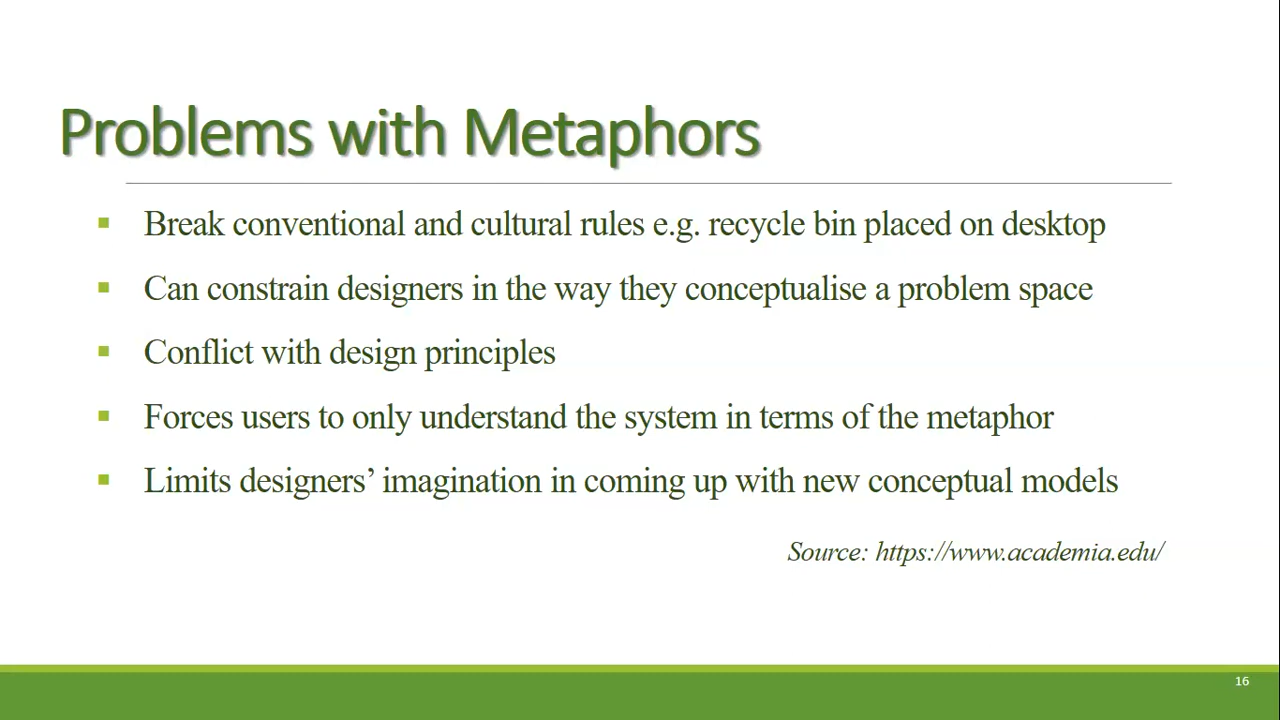 Problems with Metaphors
▪ Break conventional and cultural rules e.g. recycle bin placed on desktop
▪ Can constrain designers in the way they conceptualise a problem space
▪ Conflict with design principles
▪ Forces users to only understand the system in terms of the metaphor
▪ Limits designers’ imagination in coming up with new conceptual models
Source: https://www.academia.edu/
16